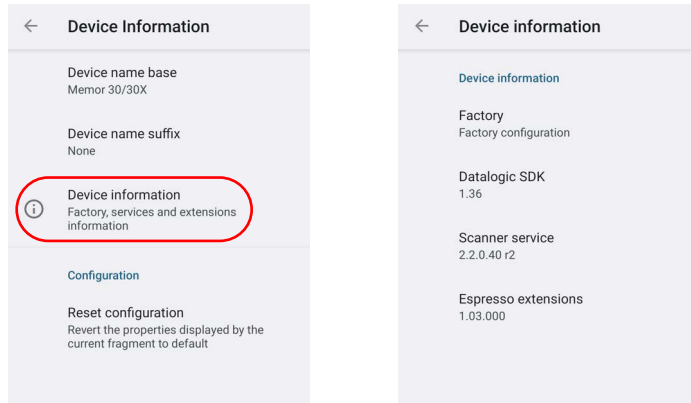 Device Information
Device name base
Memor 30/30X
Device name suffix
None
Device information
Factory, services and extensions
information
Configuration
Reset configuration
Revert the properties displayed by the
current fragment to default
Device information
Device information
Factory
Factory configuration
Datalogic SDK
1.36
Scanner service
2.2.0.40 r2
Espresso extensions
1.03.000